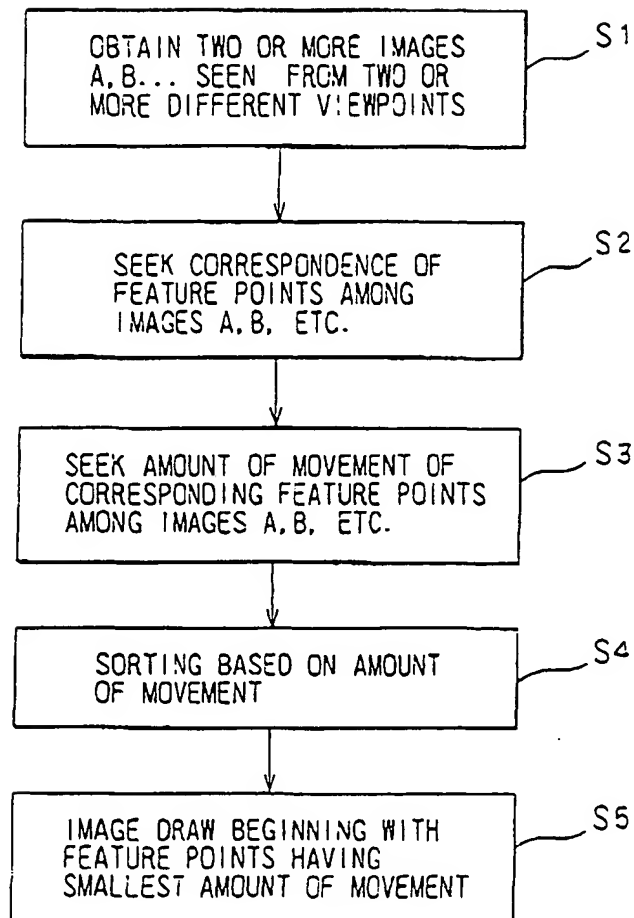 OBTAIN TWO OR MORE IMAGES
A,B... SEEN FROM TWO OR
MORE DIFFERENT VIEWPOINTS
S1
SEEK CORRESPONDENCE OF
FEATURE POINTS AMONG
IMAGES A,B, ETC.
S2
SEEK AMOUNT OF MOVEMENT OF
CORRESPONDING FEATURE POINTS
AMONG IMAGES A,B, ETC.
S3
SORTING BASED ON AMOUNT
OF MOVEMENT
S4
IMAGE DRAW BEGINNING WITH
FEATURE POINTS HAVING
SMALLEST AMOUNT OF MOVEMENT
S5